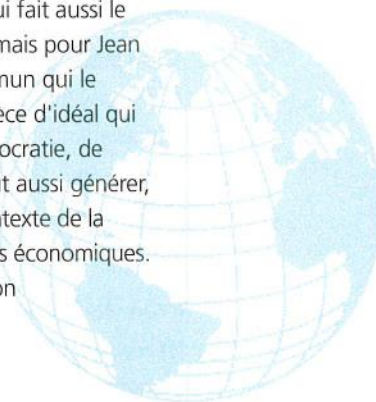 ui fait aussi le
mais pour Jean
mun qui le
èce d'idéal qui
ocratie, de
ut aussi générer,
ntexte de la
s économiques.
on